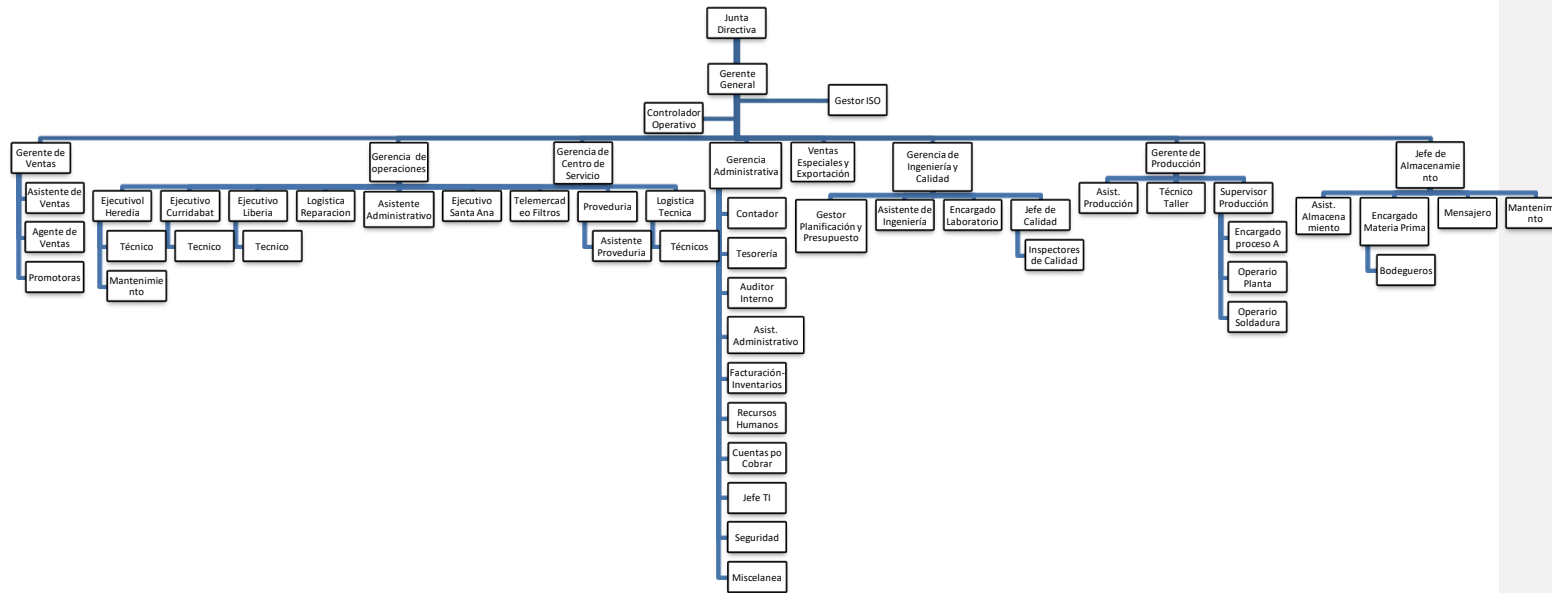 Junta
Directiva
Gerente
General
Gestor ISO
Controlador
Operativo
Gerente de
Ventas
Asistente de
Ventas
Agente de
Ventas
Promotoras
Gerencia de
operaciones
Ejecutivol
Heredia
Técnico
Mantenimie
nto
Ejecutivo
Curridabat
Tecnico
Ejecutivo
Liberia
Tecnico
Logistica
Reparacion
Asistente
Administrativo
Ejecutivo
Santa Ana
Telemercad
eo Filtros
Proveduria
Asistente
Proveduria
Logistica
Tecnica
Técnicos
Gerencia de
Centro de
Servicio
Gerencia
Administrativa
Contador
Tesorería
Auditor
Interno
Asist.
Administrativo
Facturación-
Inventarios
Recursos
Humanos
Cuentas po
Cobrar
Jefe TI
Seguridad
Miscelanea
Ventas
Especiales y
Exportación
Gerencia de
Ingeniería y
Calidad
Gestor
Planificación y
Presupuesto
Asistente de
Ingeniería
Encargado
Laboratorio
Jefe de
Calidad
Inspectores
de Calidad
Gerente de
Producción
Asist.
Producción
Técnico
Taller
Supervisor
Producción
Encargado
proceso A
Operario
Planta
Operario
Soldadura
Jefe de
Almacenamie
nto
Asist.
Almacena
miento
Encargado
Materia Prima
Bodegueros
Mensajero
Mantenimie
nto